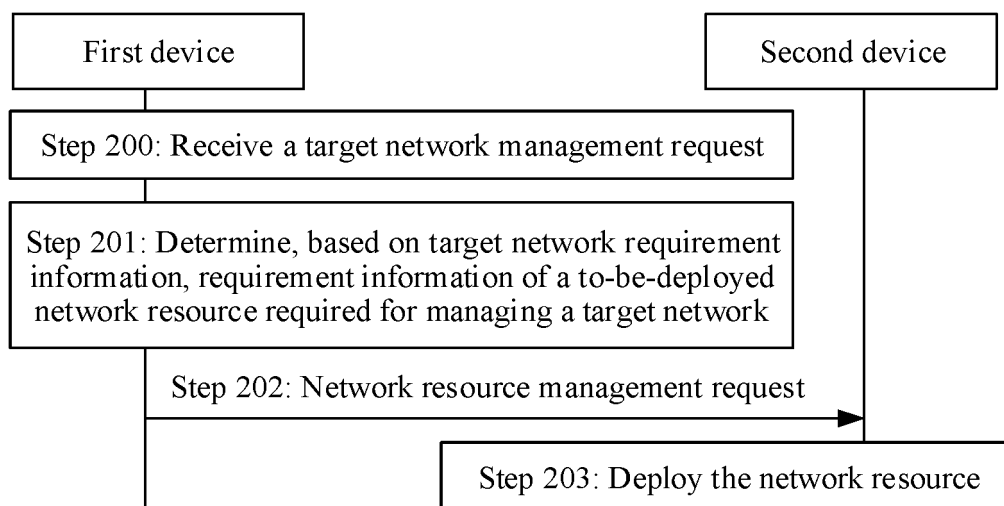 First device
Second device
Step 200: Receive a target network management request
Step 201: Determine, based on target network requirement
information, requirement information of a to-be-deployed
network resource required for managing a target network
Step 202: Network resource management request
Step 203: Deploy the network resource